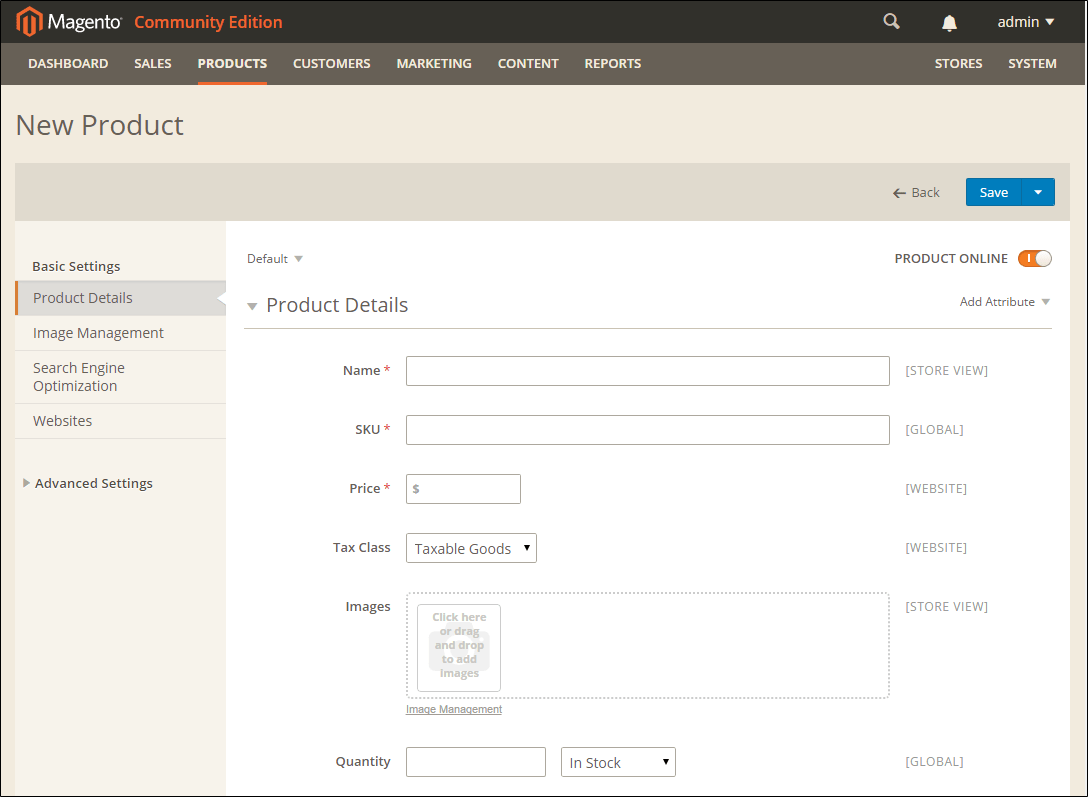 Magento Community Edition
admin
DASHBOARD SALES PRODUCTS CUSTOMERS MARKETING CONTENT REPORTS STORES SYSTEM
New Product
Back Save
Basic Settings
Product Details
Image Management
Search Engine
Optimization
Websites
Advanced Settings
Default
PRODUCT ONLINE
Product Details
Add Attribute
Name * [STORE VIEW]
SKU * [GLOBAL]
Price * $ [WEBSITE]
Tax Class Taxable Goods [WEBSITE]
Images [STORE VIEW]
Click here
or drag
and drop
to add
images
Image Management
Quantity In Stock [GLOBAL]